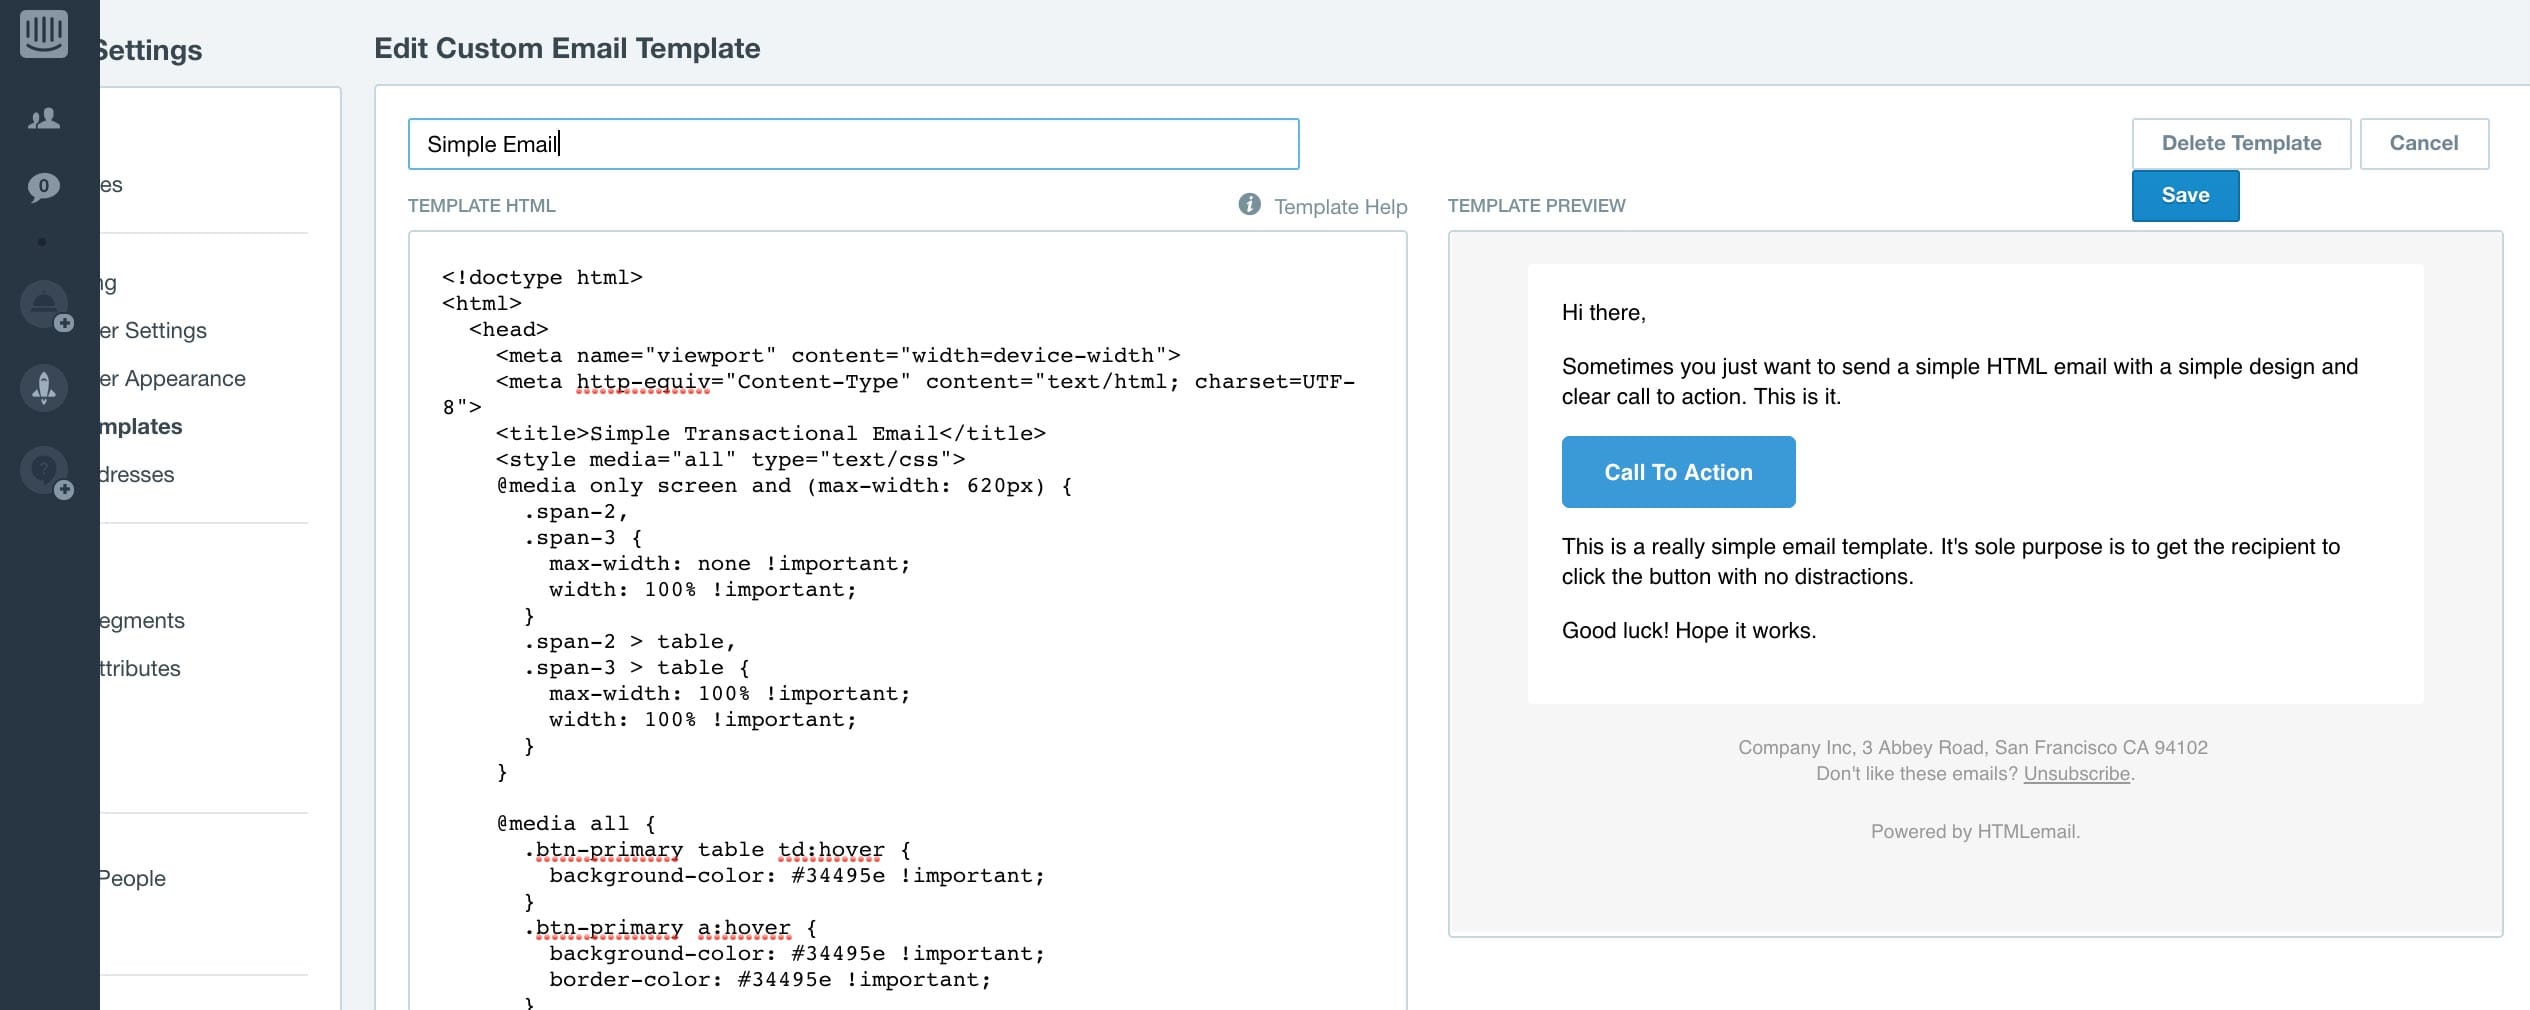 Settings
es
ng
er Settings
er Appearance
mplates
dresses
egments
ttributes
People
0
?
Edit Custom Email Template
Simple Email
Delete Template
Cancel
Save
TEMPLATE HTML
i Template Help
<!doctype html>
<html>
<head>
<meta name="viewport" content="width=device-width">
<meta http-equiv="Content-Type" content="text/html; charset=UTF-
8">
<title>Simple Transactional Email</title>
<style media="all" type="text/css">
@media only screen and (max-width: 620px) {
.span-2,
.span-3 {
max-width: none !important;
width: 100% !important;
}
.span-2 > table,
.span-3 > table {
max-width: 100% !important;
width: 100% !important;
}
}
@media all {
.btn-primary table td:hover {
background-color: #34495e !important;
}
.btn-primary a:hover {
background-color: #34495e !important;
border-color: #34495e !important;
}
TEMPLATE PREVIEW
Hi there,
Sometimes you just want to send a simple HTML email with a simple design and
clear call to action. This is it.
Call To Action
This is a really simple email template. It's sole purpose is to get the recipient to
click the button with no distractions.
Good luck! Hope it works.
Company Inc, 3 Abbey Road, San Francisco CA 94102
Don't like these emails? Unsubscribe.
Powered by HTMLemail.